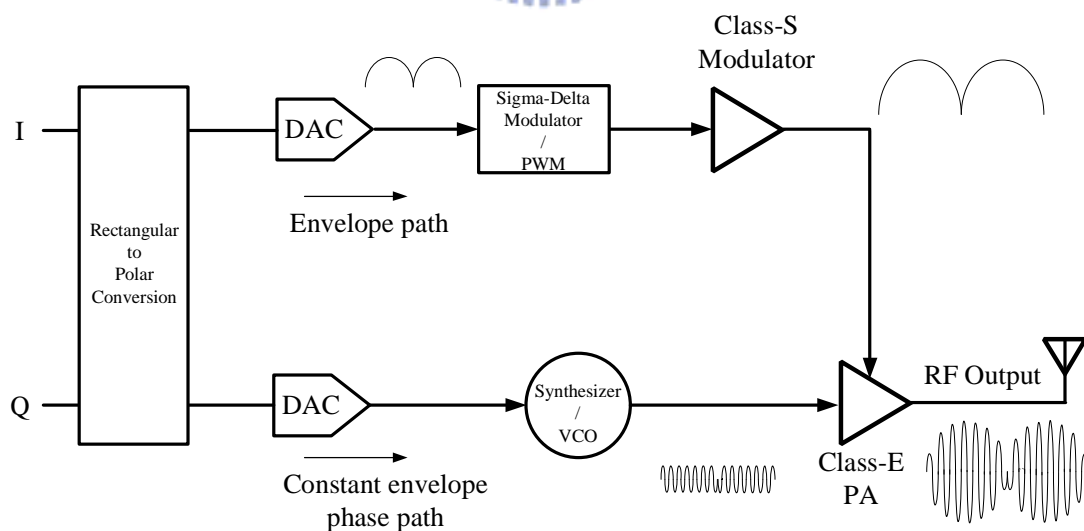 Class-S
Modulator
I
DAC
Sigma-Delta
Modulator
/
PWM
Envelope path
Rectangular
to
Polar
Conversion
Q
DAC
Synthesizer
/
VCO
RF Output
Constant envelope
phase path
Class-E
PA